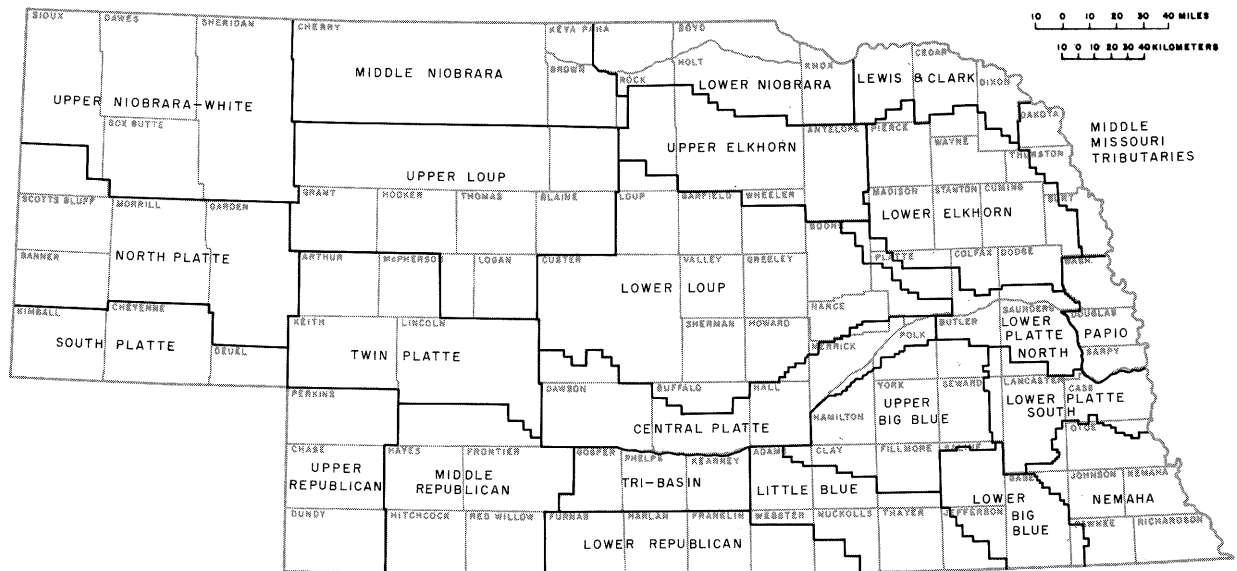 10 0 10 20 30 40 MILES
10 0 10 20 30 40 KILOMETERS
SIOUX
DAWES
SHERIDAN
CHERRY
KEYA PAHA
BOYD
BROWN
ROCK
HOLT
KNOX
CEDAR
DIXON
DAKOTA
MIDDLE NIOBRARA
LOWER NIOBRARA
LEWIS & CLARK
UPPER NIOBRARA-WHITE
BOX BUTTE
MIDDLE
MISSOURI
TRIBUTARIES
ANTELOPE
PIERCE
WAYNE
THURSTON
UPPER ELKHORN
UPPER LOUP
SCOTTS BLUFF
MORRILL
GARDEN
GRANT
HOOKER
THOMAS
BLAINE
LOUP
GARFIELD
WHEELER
MADISON
STANTON
CUMING
BURT
LOWER ELKHORN
BOONE
BANNER
NORTH PLATTE
ARTHUR
McPHERSON
LOGAN
CUSTER
VALLEY
GREELEY
PLATTE
COLFAX
DODGE
WASH.
LOWER LOUP
NANCE
KIMBALL
CHEYENNE
DEUEL
SOUTH PLATTE
KEITH
LINCOLN
TWIN PLATTE
SHERMAN
HOWARD
MERRICK
POLK
BUTLER
SAUNDERS
DOUGLAS
LOWER
PLATTE
NORTH
PAPIO
SARPY
PERKINS
DAWSON
BUFFALO
HALL
HAMILTON
YORK
SEWARD
LANCASTER
CASS
UPPER
BIG BLUE
LOWER PLATTE
SOUTH
CENTRAL PLATTE
OTOE
CHASE
HAYES
FRONTIER
GOSPER
PHELPS
KEARNEY
ADAMS
CLAY
FILLMORE
SALINE
GAGE
JOHNSON
NEMAHA
UPPER
REPUBLICAN
MIDDLE
REPUBLICAN
TRI-BASIN
LITTLE BLUE
LOWER
BIG
BLUE
NEMAHA
DUNDY
HITCHCOCK
RED WILLOW
FURNAS
HARLAN
FRANKLIN
WEBSTER
NUCKOLLS
THAYER
JEFFERSON
PAWNEE
RICHARDSON
LOWER REPUBLICAN